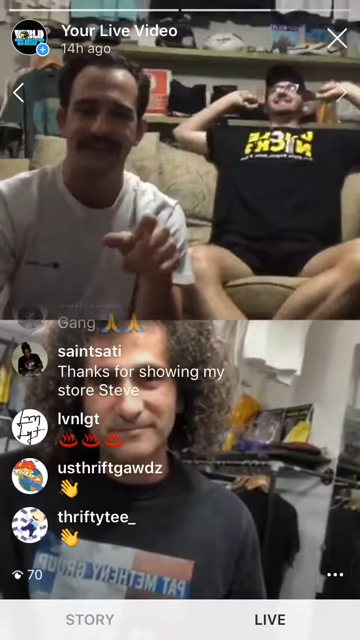 Your Live Video
14h ago
WORLD
Gang 🙏 🙏
saintsati
Thanks for showing my
store Steve
lvnlgt
♨️ ♨️ ♨️
usthriftgawdz
👋
thriftytee_
👋
PAT METHENY GROUP
70
STORY
LIVE